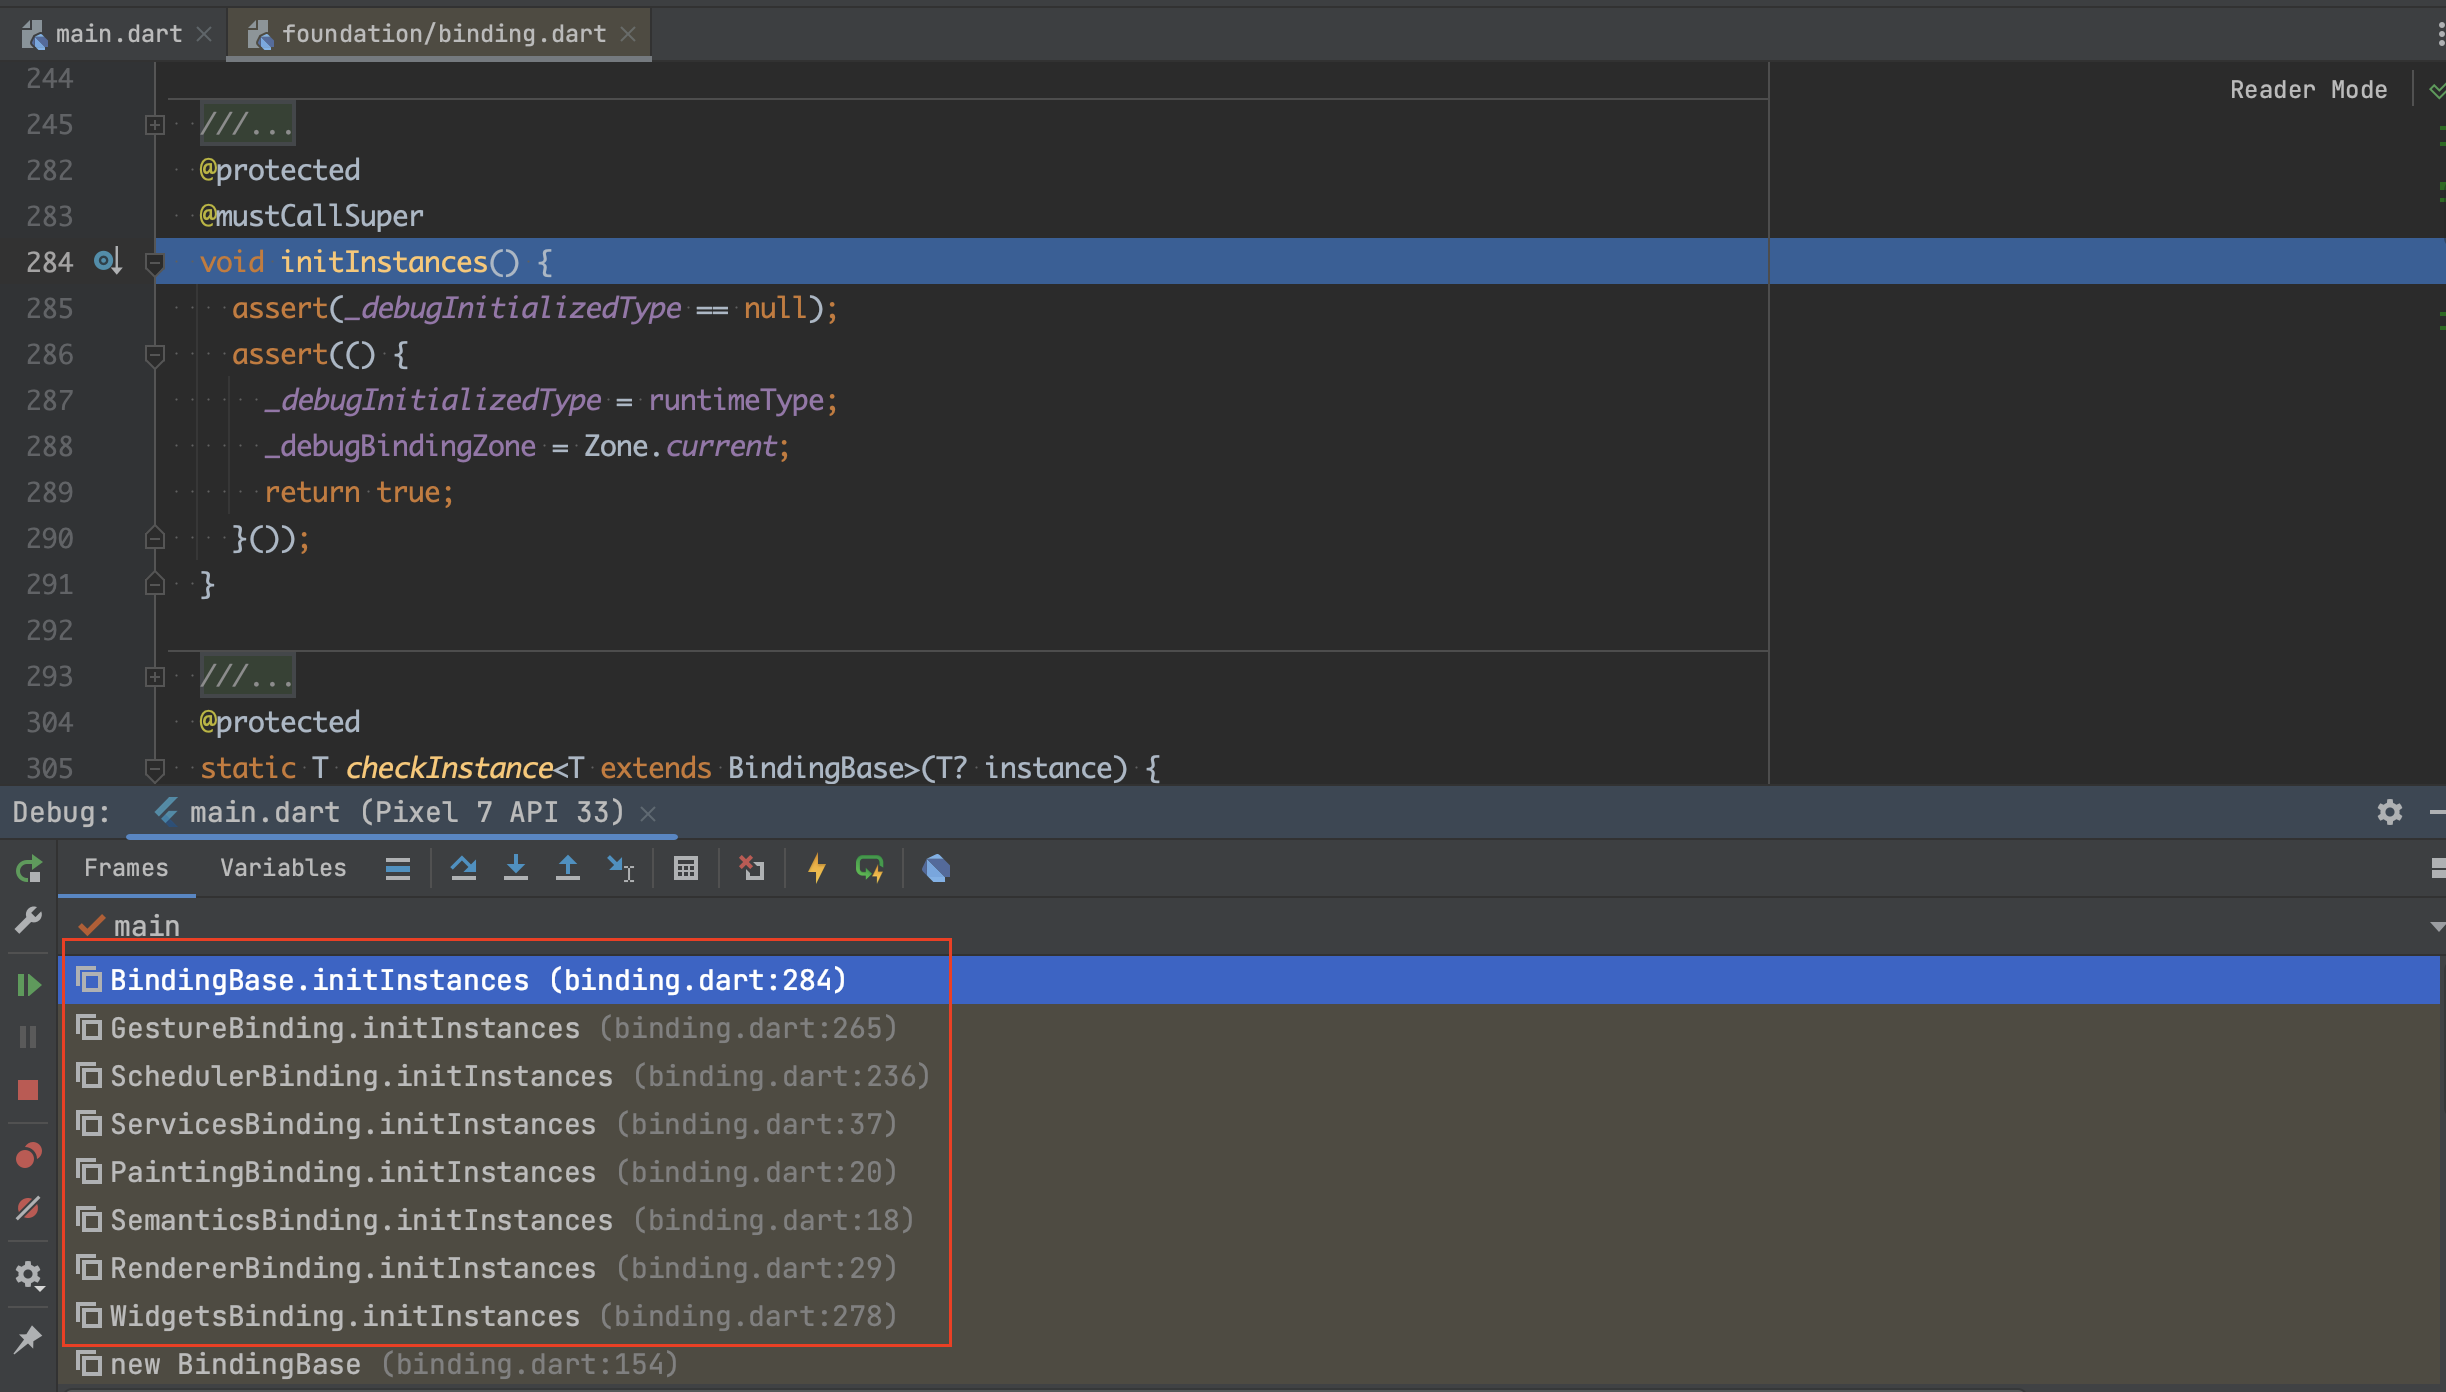 main.dart foundation/binding.dart
Reader Mode
244
245 ///...
282 @protected
283 @mustCallSuper
284 void initInstances() {
285 assert(_debugInitializedType == null);
286 assert(() {
287 _debugInitializedType = runtimeType;
288 _debugBindingZone = Zone.current;
289 return true;
290 }());
291 }
292
293 ///...
304 @protected
305 static T checkInstance<T extends BindingBase>(T? instance) {
Debug: main.dart (Pixel 7 API 33)
Frames Variables
main
BindingBase.initInstances (binding.dart:284)
GestureBinding.initInstances (binding.dart:265)
SchedulerBinding.initInstances (binding.dart:236)
ServicesBinding.initInstances (binding.dart:37)
PaintingBinding.initInstances (binding.dart:20)
SemanticsBinding.initInstances (binding.dart:18)
RendererBinding.initInstances (binding.dart:29)
WidgetsBinding.initInstances (binding.dart:278)
new BindingBase (binding.dart:154)